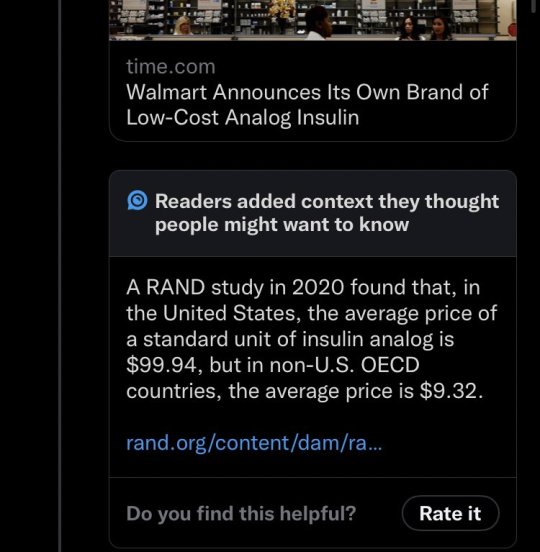 time.com
Walmart Announces Its Own Brand of
Low-Cost Analog Insulin
Readers added context they thought
people might want to know
A RAND study in 2020 found that, in
the United States, the average price of
a standard unit of insulin analog is
$99.94, but in non-U.S. OECD
countries, the average price is $9.32.
rand.org/content/dam/ra...
Do you find this helpful?
Rate it